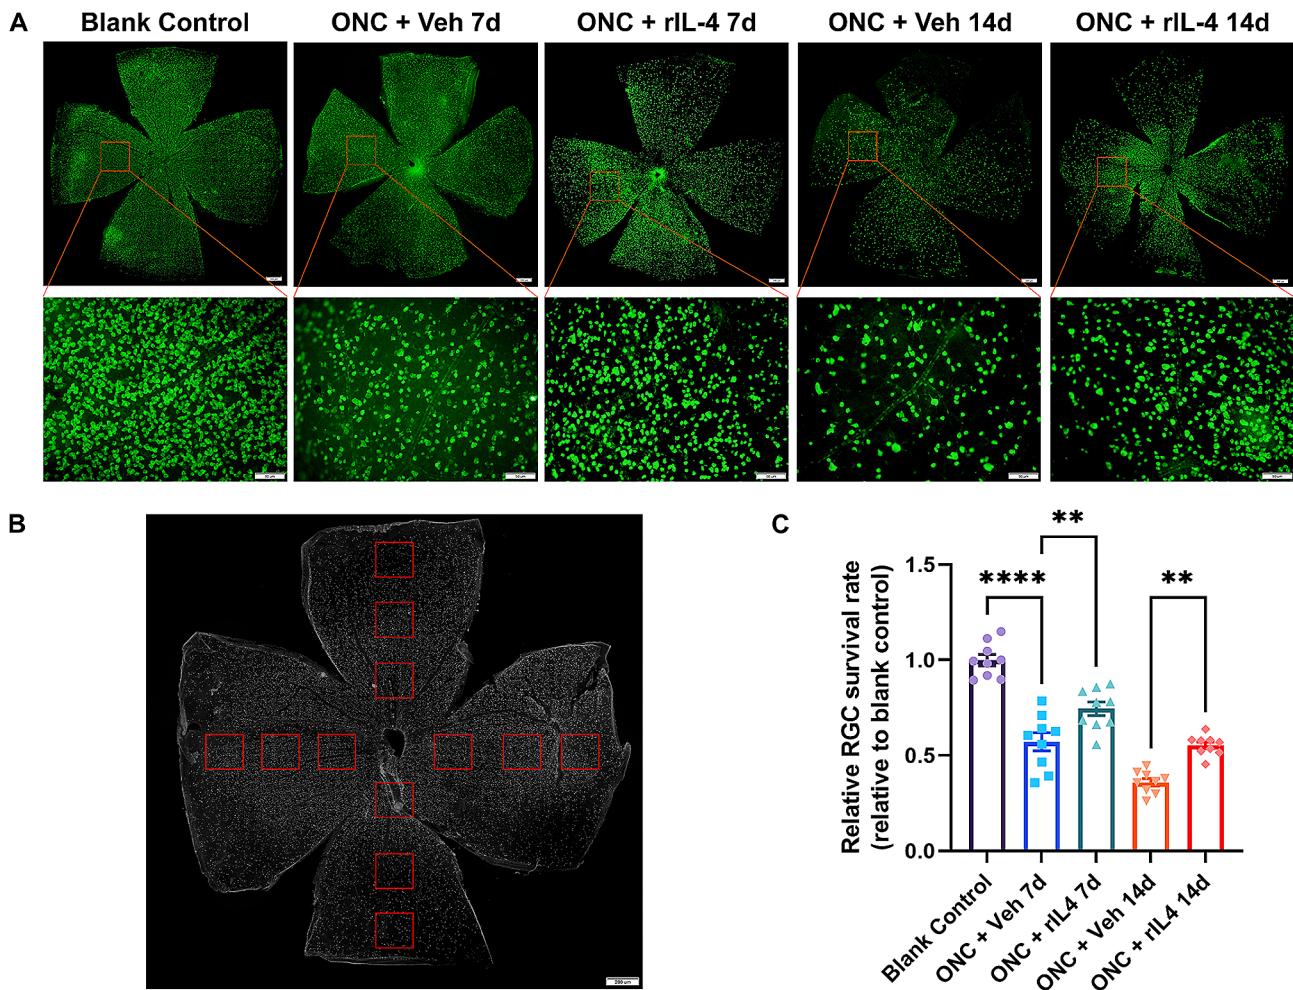 A
Blank Control
ONC + Veh 7d
ONC + rIL-4 7d
ONC + Veh 14d
ONC + rIL-4 14d
B
200 µm
C
Relative RGC survival rate
(relative to blank control)
1.5
1.0
0.5
0.0
****
**
**
Blank Control
ONC + Veh 7d
ONC + rIL4 7d
ONC + Veh 14d
ONC + rIL4 14d